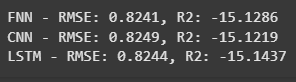 FNN - RMSE: 0.8241, R2: -15.1286
CNN - RMSE: 0.8249, R2: -15.1219
LSTM - RMSE: 0.8244, R2: -15.1437